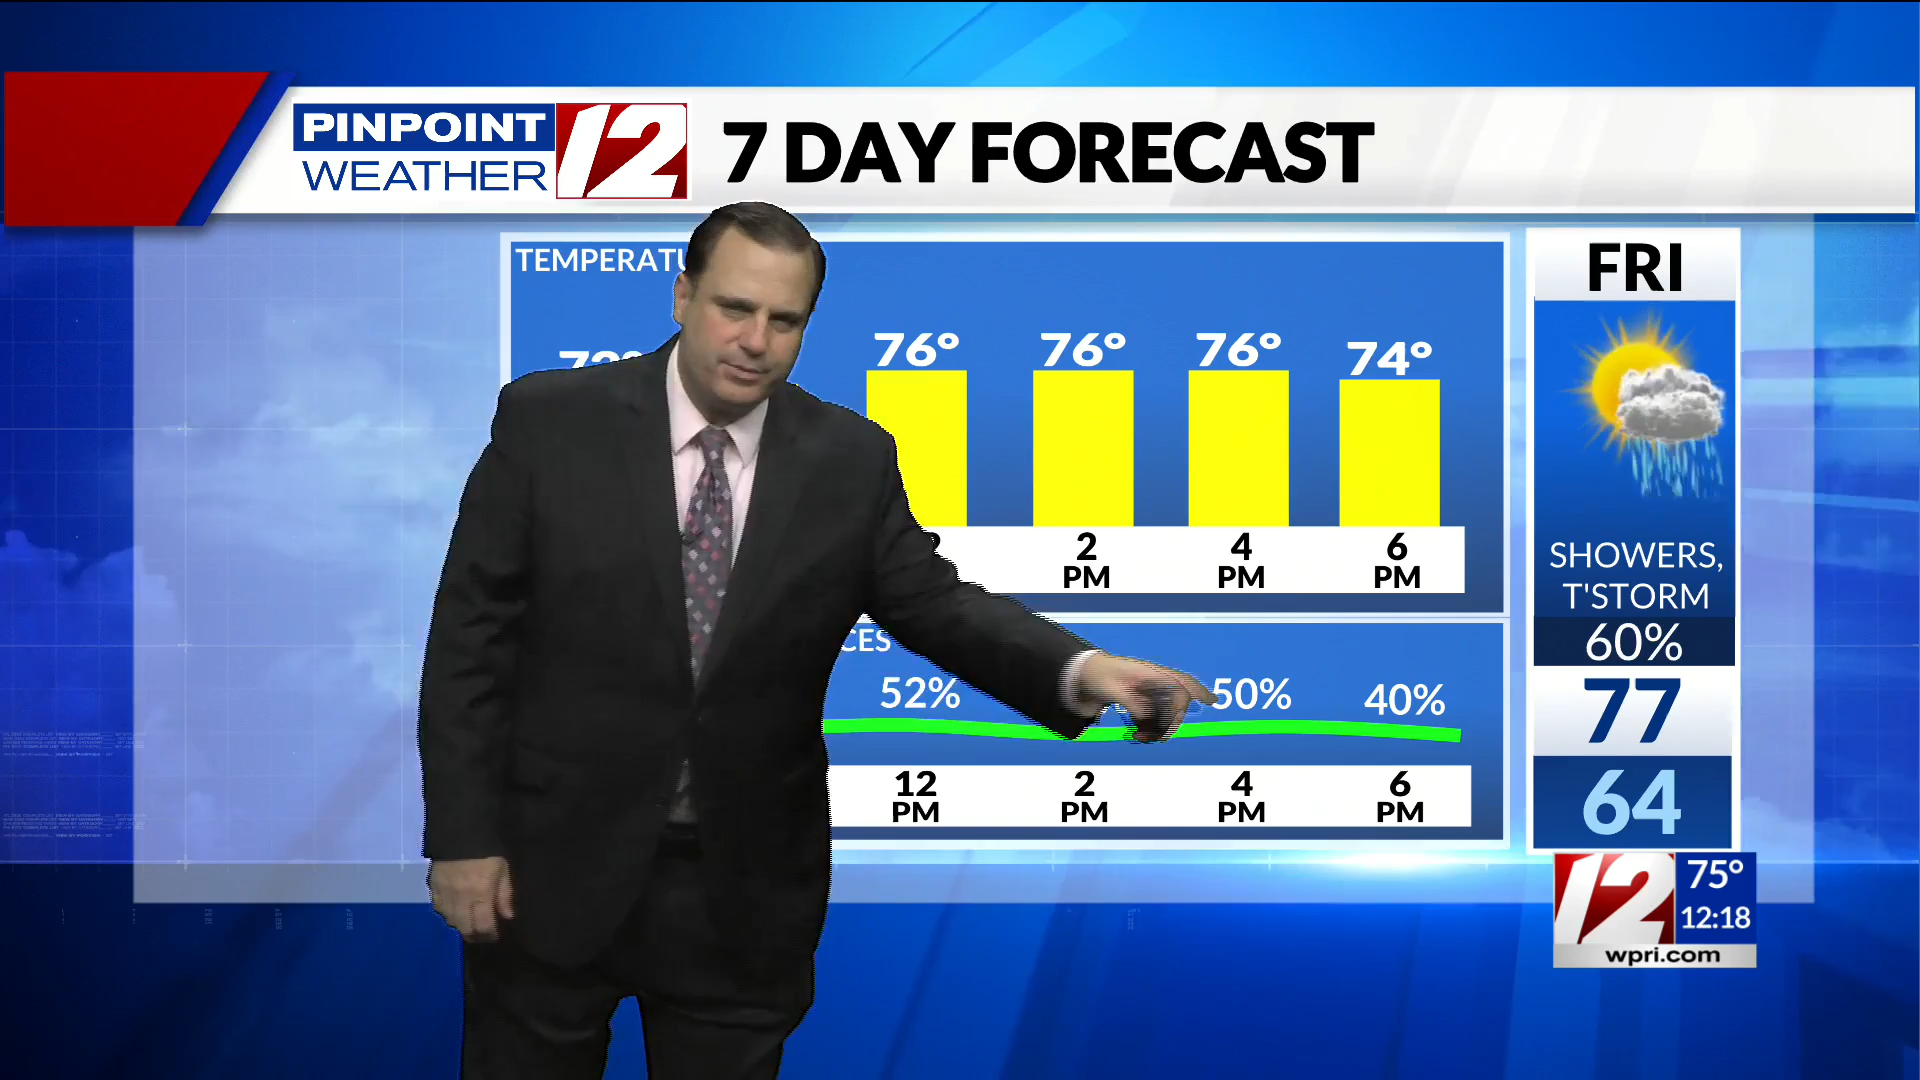 PINPOINT
WEATHER
12
7 DAY FORECAST
FRI
76° 76° 76° 74°
2 PM
4 PM
6 PM
SHOWERS,
T'STORM
60%
77
64
52% 50% 40%
12 PM
2 PM
4 PM
6 PM
12
75°
12:18
wpri.com